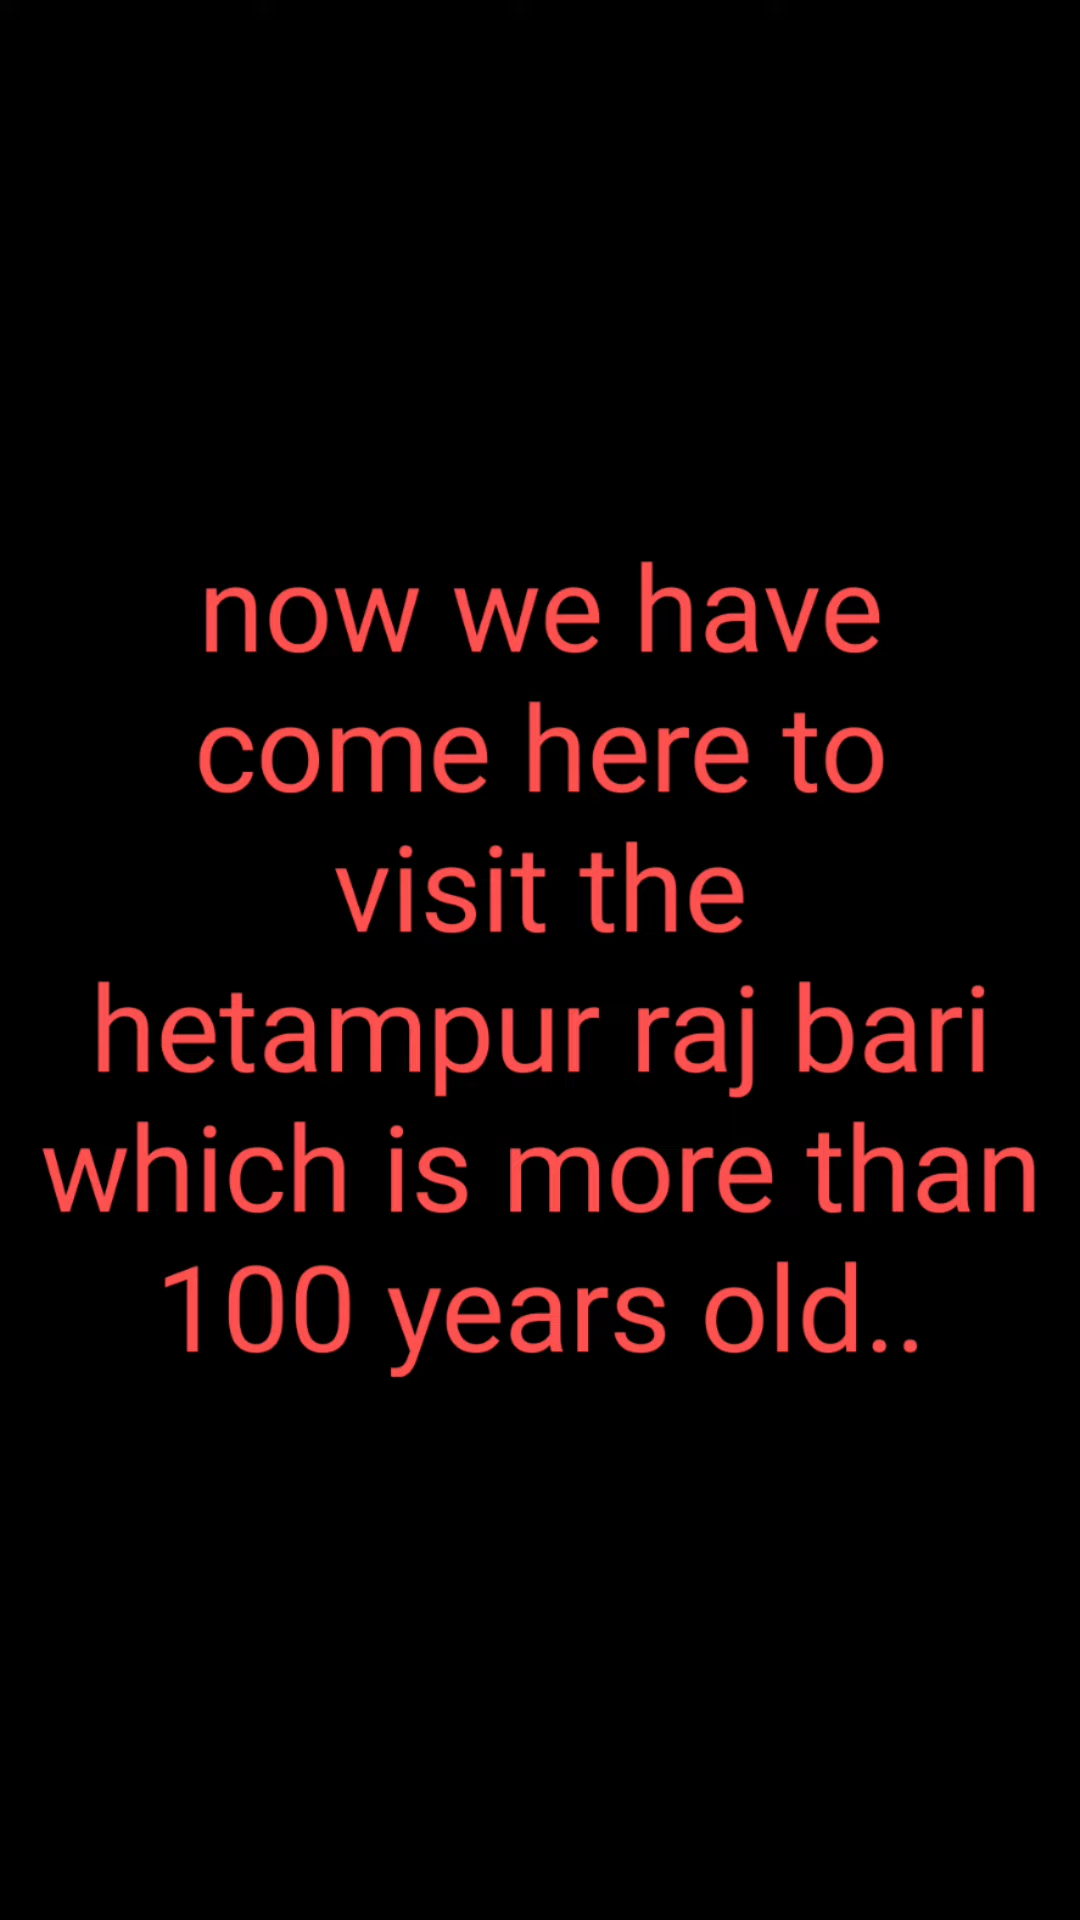 now we have
come here to
visit the
hetampur raj bari
which is more than
100 years old..